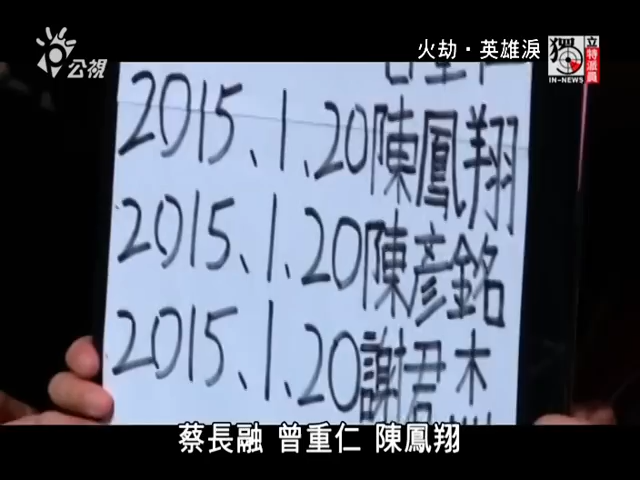 公視
火劫·英雄淚
獨立特派員
IN-NEWS
重仁
2015、1.20陳鳳翔
2015.1.20陳彥銘
2015.1.20謝君
蔡長融 曾重仁 陳鳳翔